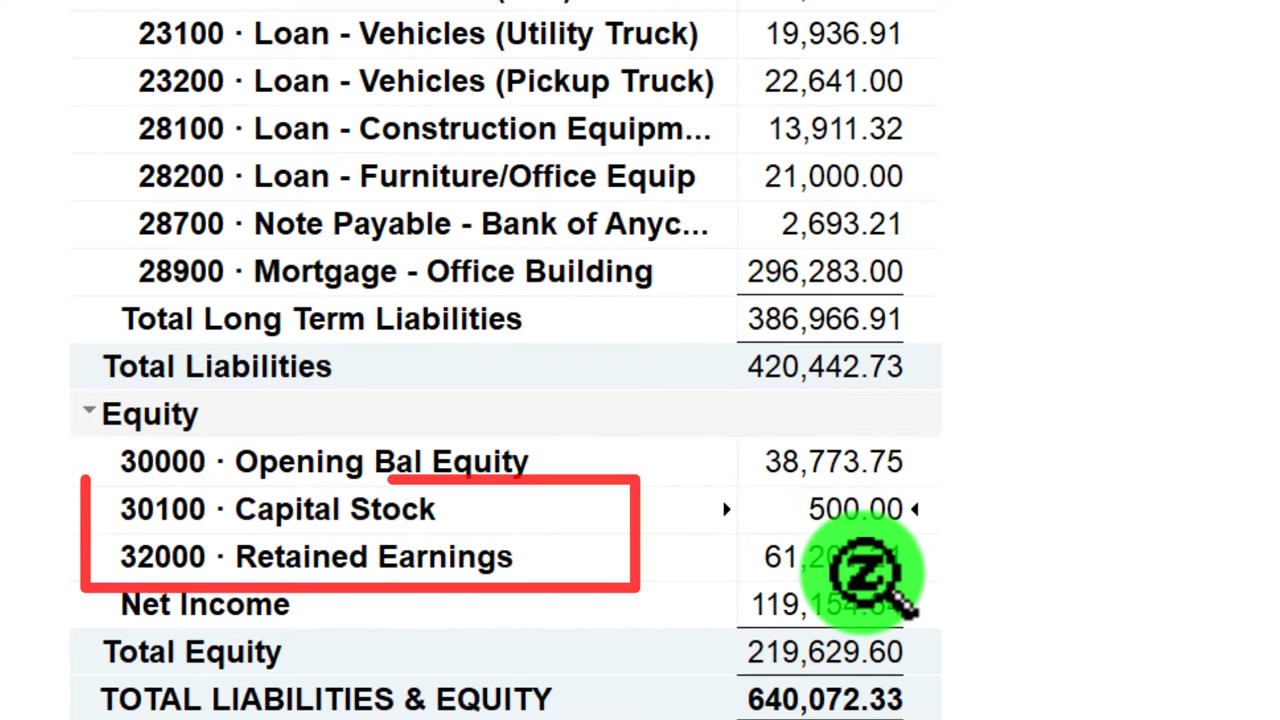 23100 · Loan - Vehicles (Utility Truck) 19,936.91
23200 · Loan - Vehicles (Pickup Truck) 22,641.00
28100 · Loan - Construction Equipm... 13,911.32
28200 · Loan - Furniture/Office Equip 21,000.00
28700 · Note Payable - Bank of Anyc... 2,693.21
28900 · Mortgage - Office Building 296,283.00
Total Long Term Liabilities 386,966.91
Total Liabilities 420,442.73
Equity
30000 · Opening Bal Equity 38,773.75
30100 · Capital Stock 500.00
32000 · Retained Earnings
Net Income
Total Equity 219,629.60
TOTAL LIABILITIES & EQUITY 640,072.33